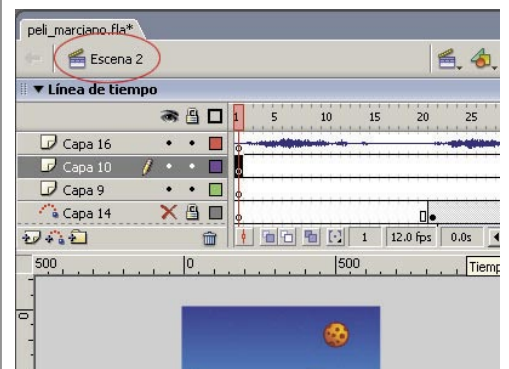 peli_marciano.fla*
Escena 2
Línea de tiempo
1 5 10 15 20 25
Capa 16
Capa 10
Capa 9
Capa 14
1 12.0 fps 0.0s
500 0 500 Tiemp
0